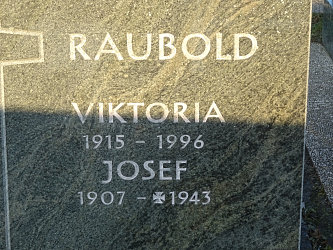 RAUBOLD
VIKTORIA
1915 - 1996
JOSEF
1907 - ✠1943